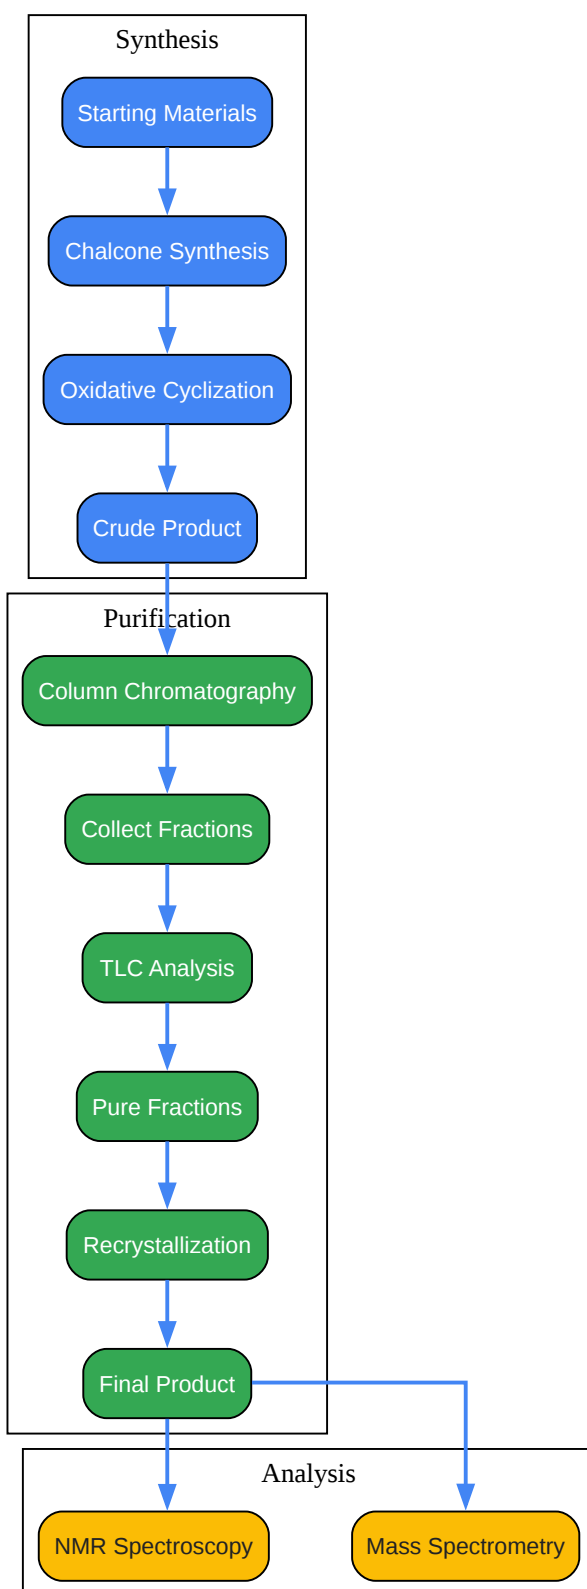 Synthesis
Starting Materials
Chalcone Synthesis
Oxidative Cyclization
Crude Product
Purification
Column Chromatography
Collect Fractions
TLC Analysis
Pure Fractions
Recrystallization
Final Product
Analysis
NMR Spectroscopy
Mass Spectrometry